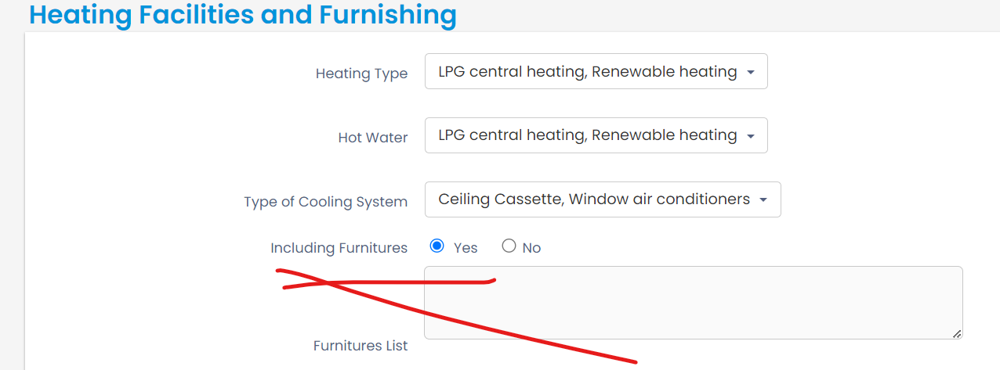 Heating Facilities and Furnishing
Heating Type LPG central heating, Renewable heating
Hot Water LPG central heating, Renewable heating
Type of Cooling System Ceiling Cassette, Window air conditioners
Including Furnitures Yes No
Furnitures List